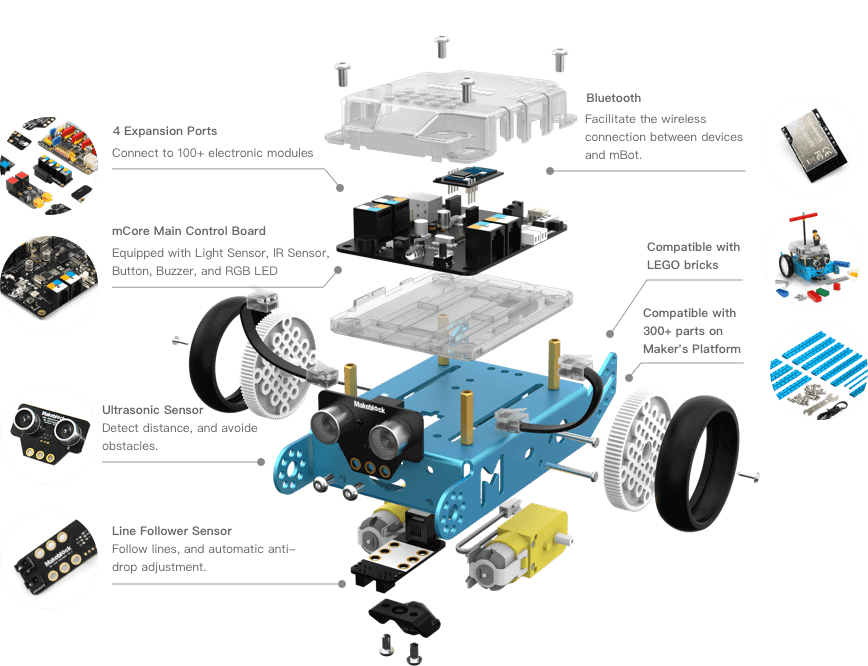 4 Expansion Ports
Connect to 100+ electronic modules
mCore Main Control Board
Equipped with Light Sensor, IR Sensor,
Button, Buzzer, and RGB LED
Ultrasonic Sensor
Detect distance, and avoide
obstacles.
Line Follower Sensor
Follow lines, and automatic anti-
drop adjustment.
Bluetooth
Facilitate the wireless
connection between devices
and mBot.
Compatible with
LEGO bricks
Compatible with
300+ parts on
Maker's Platform
Makeblock
M
Makeblock